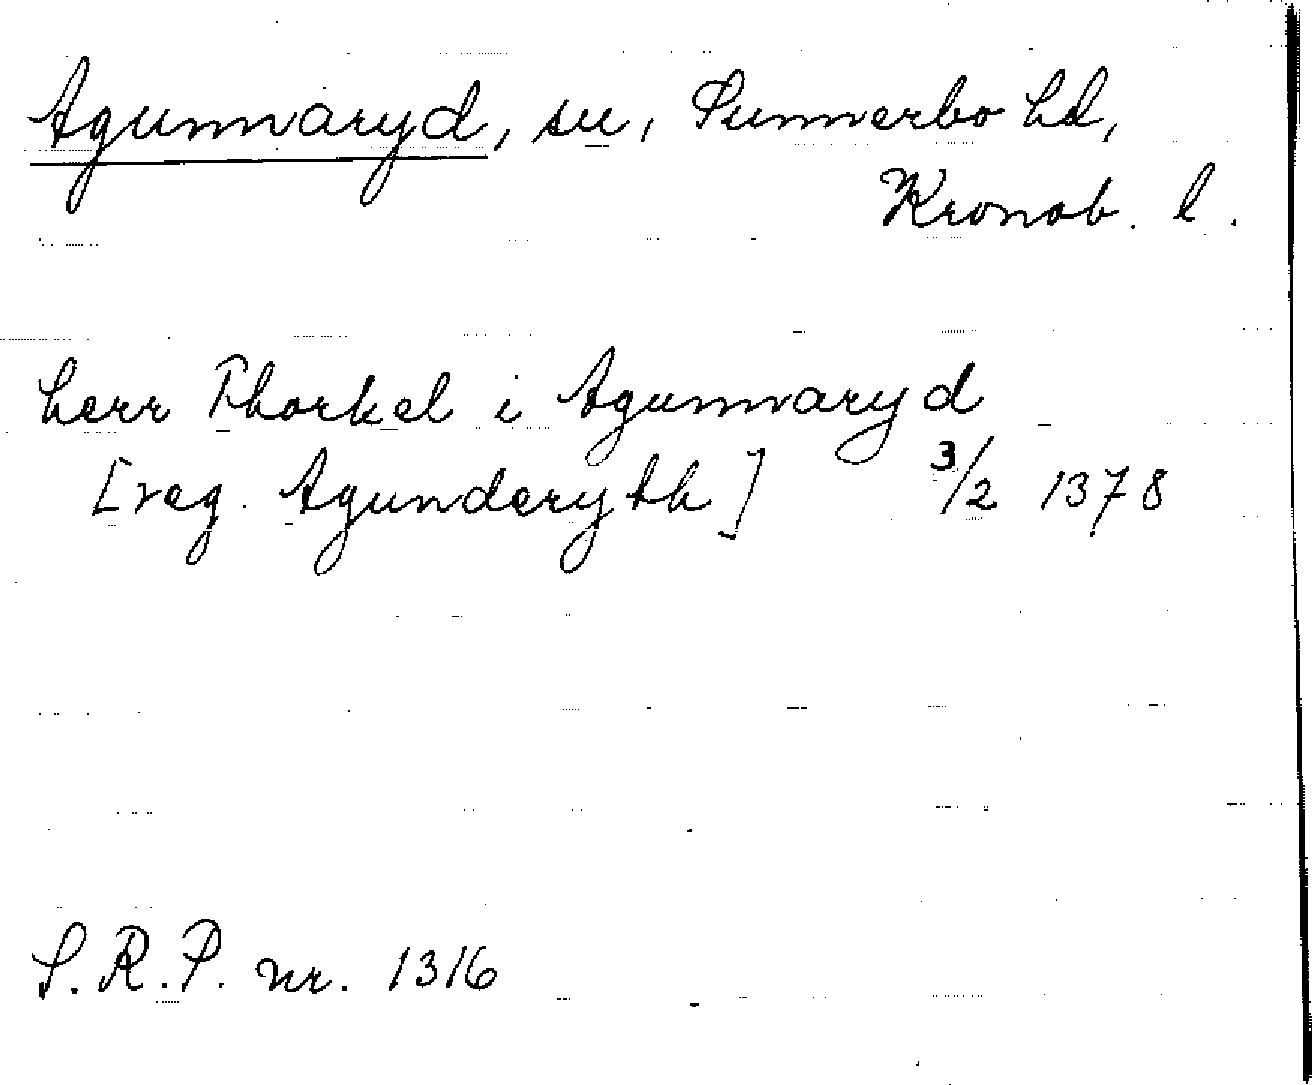 Agunnaryd, sn, Sunnerbo hd,
Kronob. l.
herr Thorkel i Agunnaryd
[reg. Agunderyth] 3/2 1378
S.R.P. nr. 1316